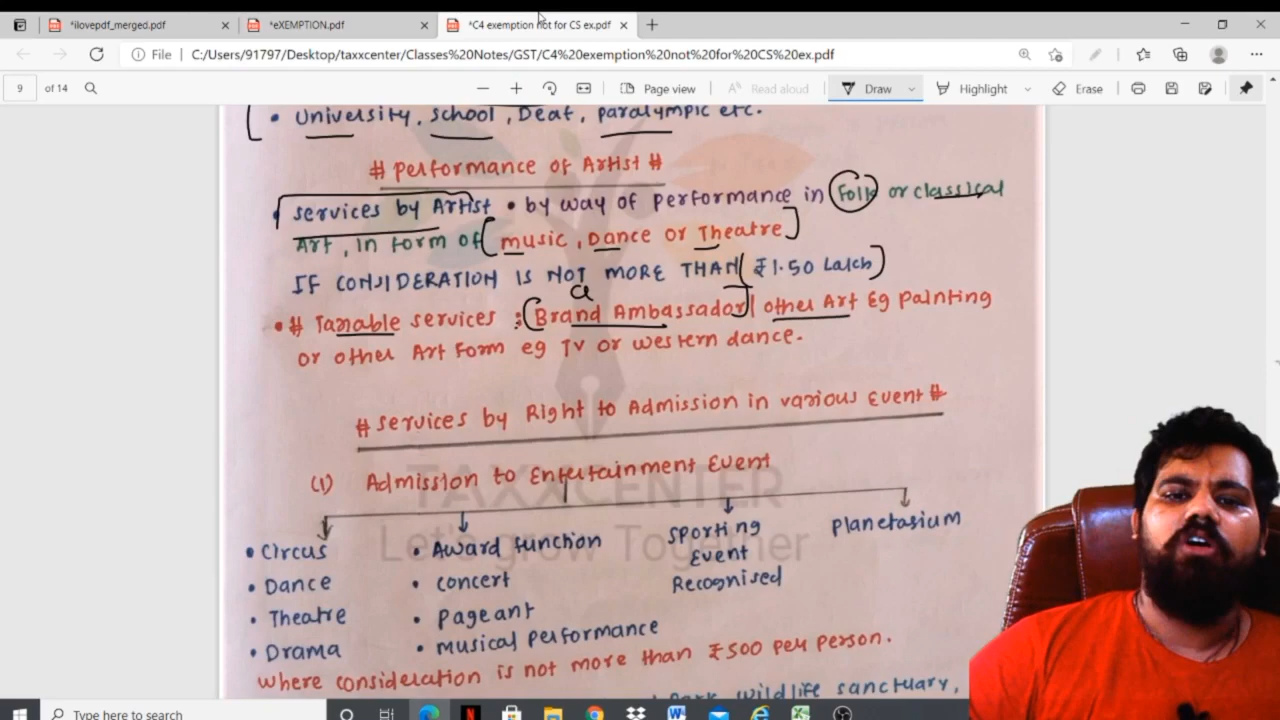 *ilovepdf_merged.pdf
*eXEMPTION.pdf
*C4 exemption not for CS ex.pdf
File
C:/Users/91797/Desktop/taxxcenter/Classes%20Notes/GST/C4%20exemption%20not%20for%20CS%20ex.pdf
9 of 14
Page view
Read aloud
Draw
Highlight
Erase
• University, School, Deaf, paralympic etc.
# performance of Artist #
• services by Artist • by way of performance in Folk or classical
Art, in form of music, Dance or Theatre
IF CONSIDERATION IS NOT MORE THAN ₹1.50 Lakh
• # Taxable services : Brand Ambassador / other Art Eg painting
or other Art form eg TV or western dance.
# services by Right to Admission in various Event #
(1) Admission to Entertainment Event
TAXXCENTER
Let's grow Together
• Circus
• Dance
• Theatre
• Drama
• Award function
• concert
• pageant
• musical performance
sporting
Event
Recognised
planetasium
where consideration is not more than ₹500 per person.
park, wildlife sanctuary,
Type here to search